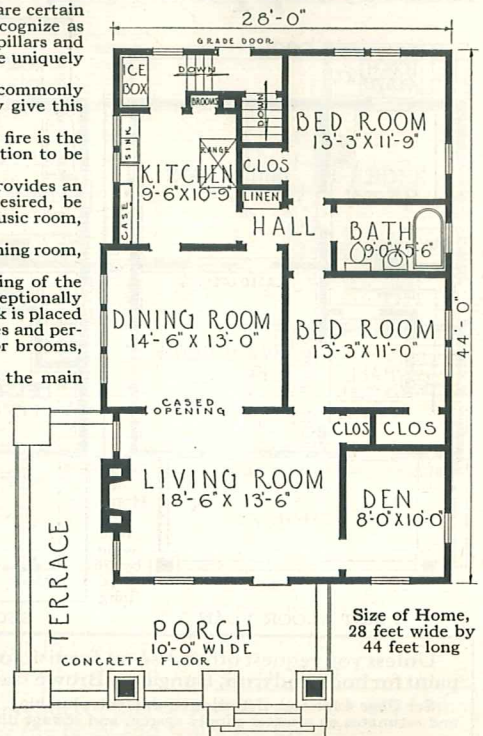 are certain
cognize as
pillars and
e uniquely
commonly
give this
fire is the
tion to be
rovides an
esired, be
usic room,
ning room,
ing of the
eptionally
k is placed
es and per-
or brooms,
the main
28'-0"
GRADE DOOR
ICE
BOX
DOWN
BROOMS
DOWN
SINK
RANGE
KITCHEN
9'-6"X10'-9"
CASE
CLOS
LINEN
HALL
BED ROOM
13'-3"X11'-9"
BATH
9'-0"X5'-6"
44'-0"
DINING ROOM
14'-6"X13'-0"
BED ROOM
13'-3"X11'-0"
CASED
OPENING
CLOS
CLOS
LIVING ROOM
18'-6"X13'-6"
DEN
8'-0"X10'-0"
TERRACE
PORCH
10'-0" WIDE
CONCRETE FLOOR
Size of Home,
28 feet wide by
44 feet long